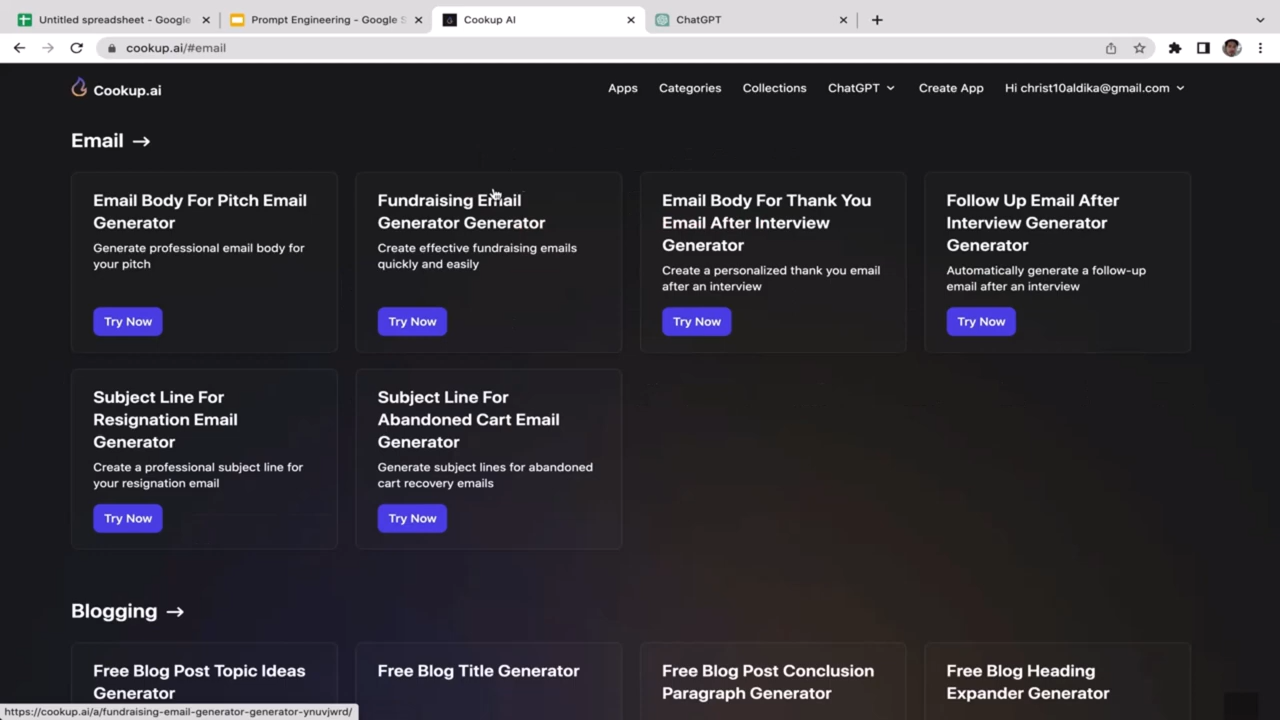 Untitled spreadsheet - Google
Prompt Engineering - Google S
Cookup AI
ChatGPT
cookup.ai/#email
Cookup.ai
Apps
Categories
Collections
ChatGPT
Create App
Hi christ10aldika@gmail.com
Email →
Email Body For Pitch Email
Generator
Generate professional email body for
your pitch
Try Now
Fundraising Email
Generator Generator
Create effective fundraising emails
quickly and easily
Try Now
Email Body For Thank You
Email After Interview
Generator
Create a personalized thank you email
after an interview
Try Now
Follow Up Email After
Interview Generator
Generator
Automatically generate a follow-up
email after an interview
Try Now
Subject Line For
Resignation Email
Generator
Create a professional subject line for
your resignation email
Try Now
Subject Line For
Abandoned Cart Email
Generator
Generate subject lines for abandoned
cart recovery emails
Try Now
Blogging →
Free Blog Post Topic Ideas
Generator
Free Blog Title Generator
Free Blog Post Conclusion
Paragraph Generator
Free Blog Heading
Expander Generator
https://cookup.ai/a/fundraising-email-generator-generator-ynuvjwrd/